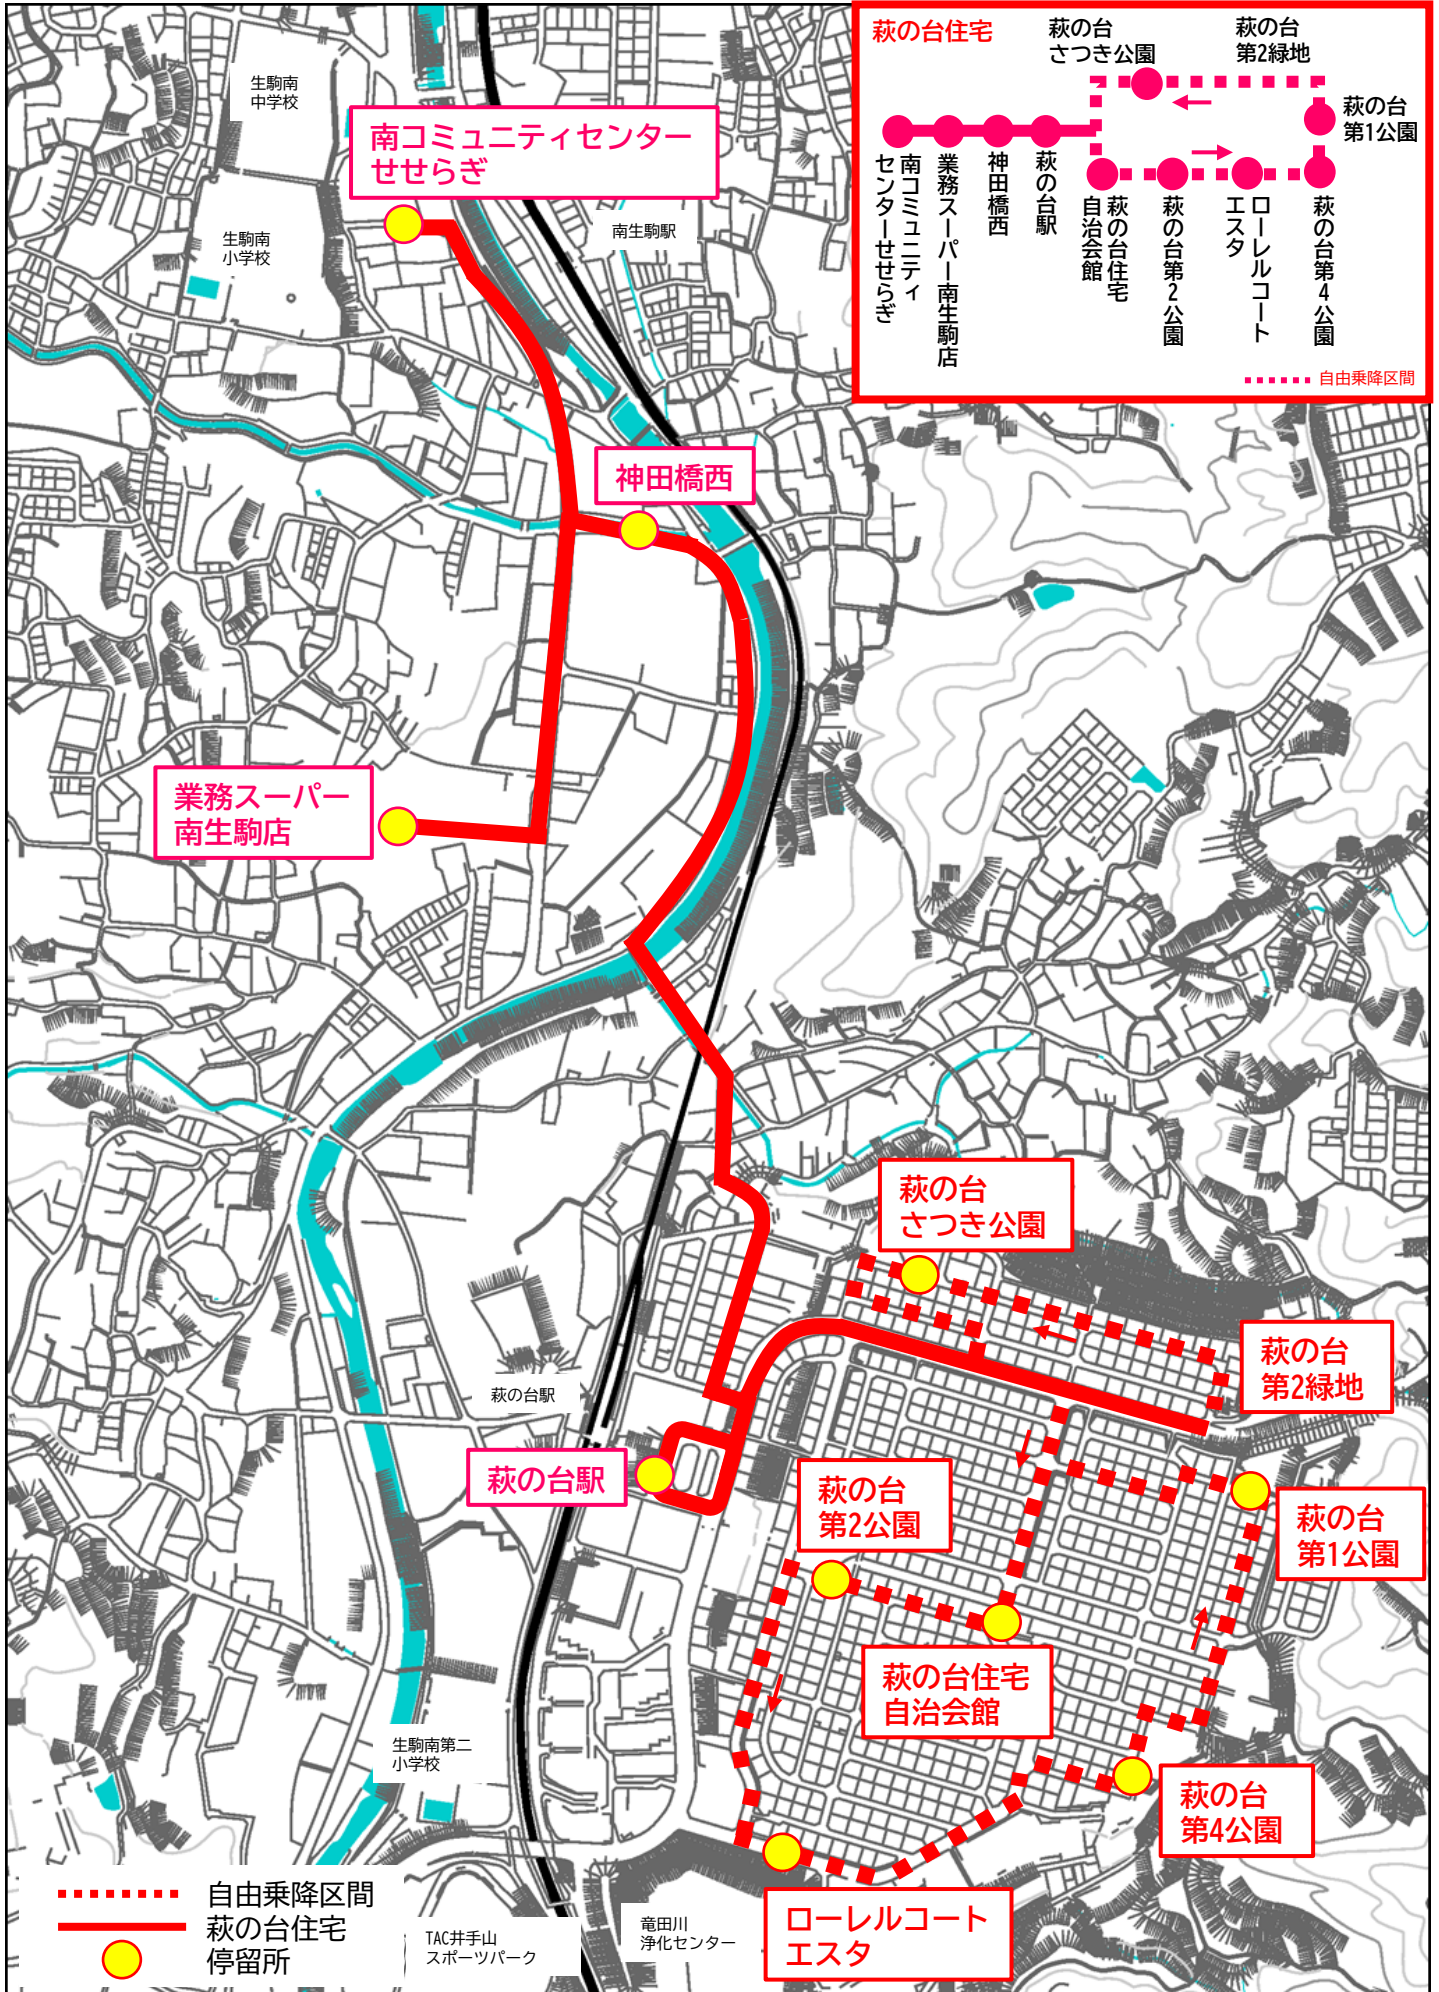 萩の台住宅
萩の台
さつき公園
萩の台
第2緑地
萩の台
第1公園
南コミュニティ
センターせせらぎ
業務スーパー南生駒店
神田橋西
萩の台駅
萩の台住宅
自治会館
萩の台第2公園
ローレルコート
エスタ
萩の台第4公園
自由乗降区間
生駒南
中学校
南コミュニティセンター
せせらぎ
生駒南
小学校
南生駒駅
神田橋西
業務スーパー
南生駒店
萩の台
さつき公園
萩の台
第2緑地
萩の台駅
萩の台駅
萩の台
第2公園
萩の台
第1公園
萩の台住宅
自治会館
生駒南第二
小学校
萩の台
第4公園
ローレルコート
エスタ
自由乗降区間
萩の台住宅
停留所
TAC井手山
スポーツパーク
竜田川
浄化センター